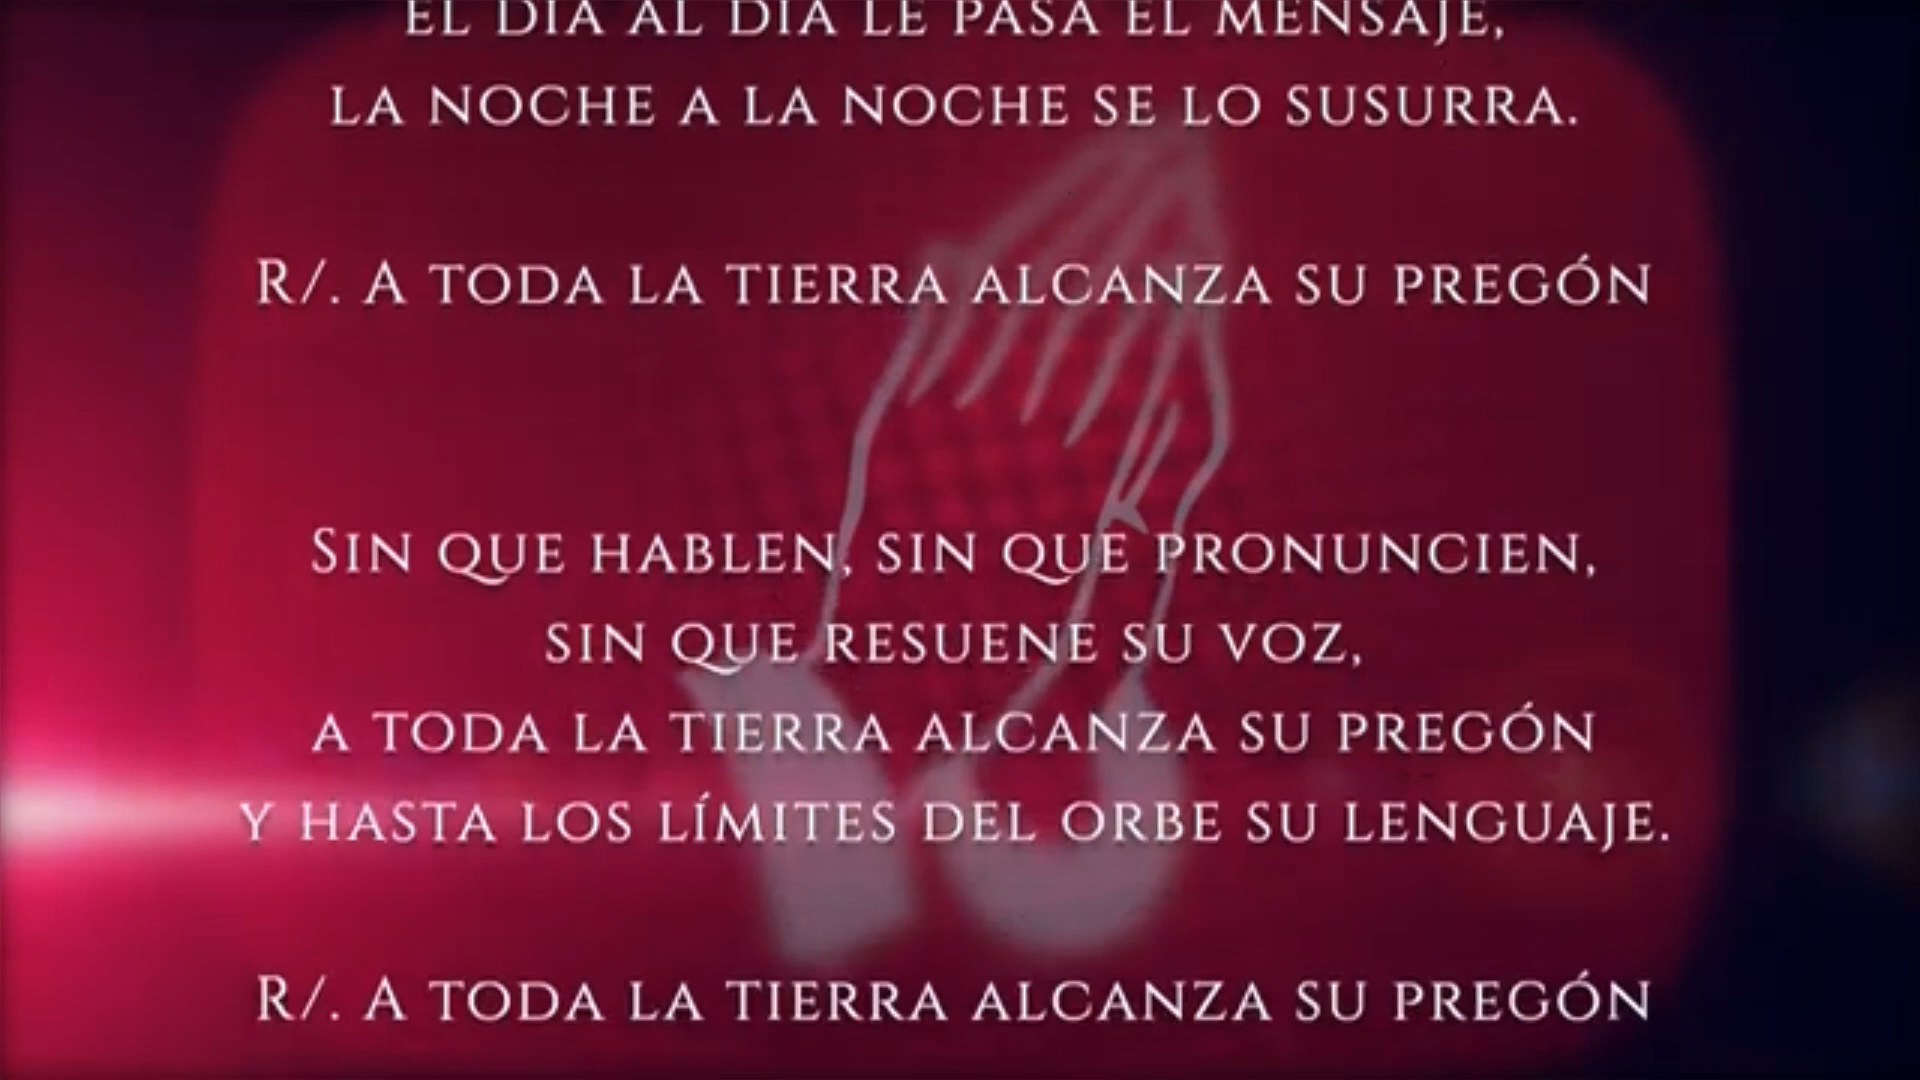 EL DÍA AL DÍA LE PASA EL MENSAJE,
LA NOCHE A LA NOCHE SE LO SUSURRA.
R/. A TODA LA TIERRA ALCANZA SU PREGÓN
SIN QUE HABLEN, SIN QUE PRONUNCIEN,
SIN QUE RESUENE SU VOZ,
A TODA LA TIERRA ALCANZA SU PREGÓN
Y HASTA LOS LÍMITES DEL ORBE SU LENGUAJE.
R/. A TODA LA TIERRA ALCANZA SU PREGÓN